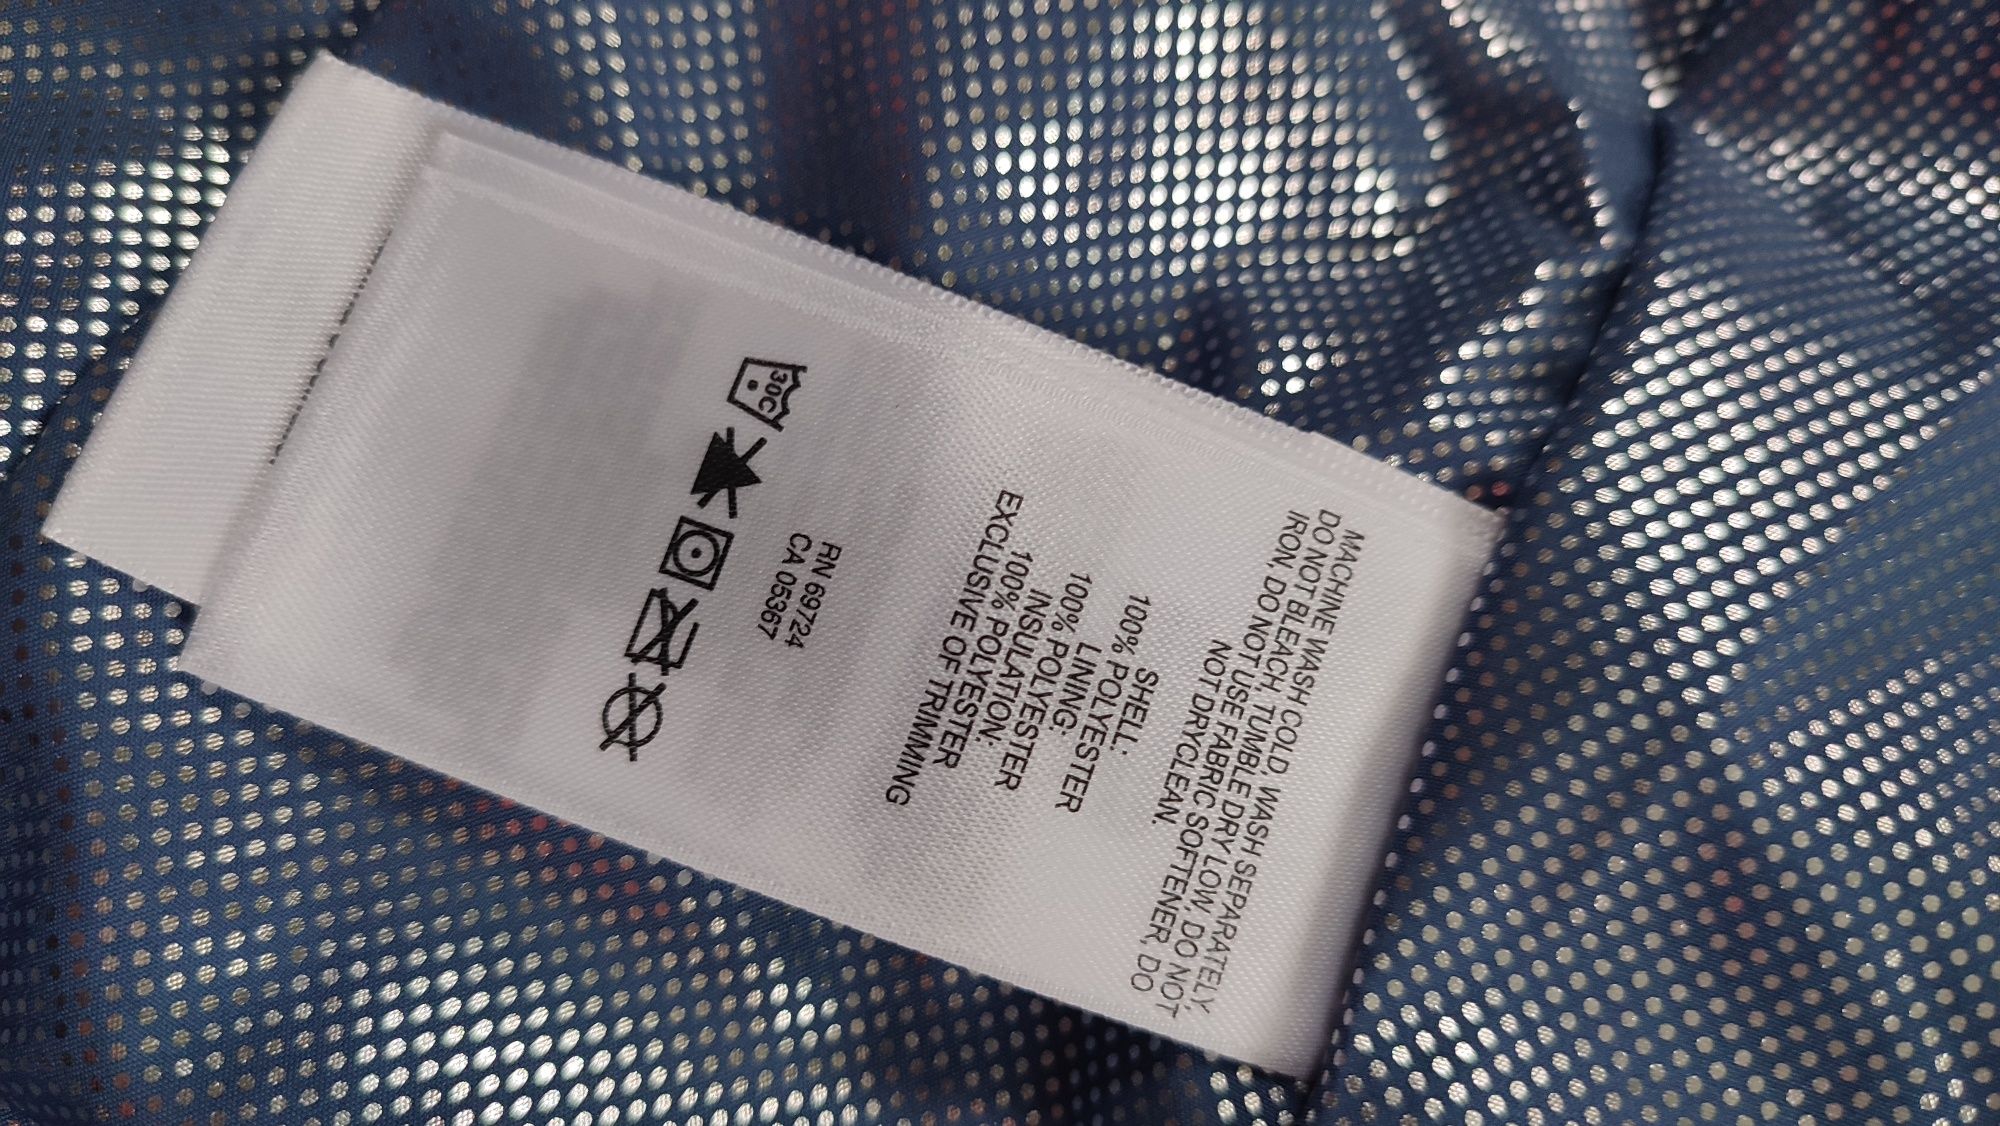 MACHINE WASH COLD, WASH SEPARATELY,
DO NOT BLEACH, TUMBLE DRY LOW, DO NOT
IRON, DO NOT USE FABRIC SOFTENER, DO
NOT DRYCLEAN.
SHELL:
100% POLYESTER
LINING:
100% POLYESTER
INSULATION:
100% POLYESTER
EXCLUSIVE OF TRIMMING
RN 69724
CA 05367
30C